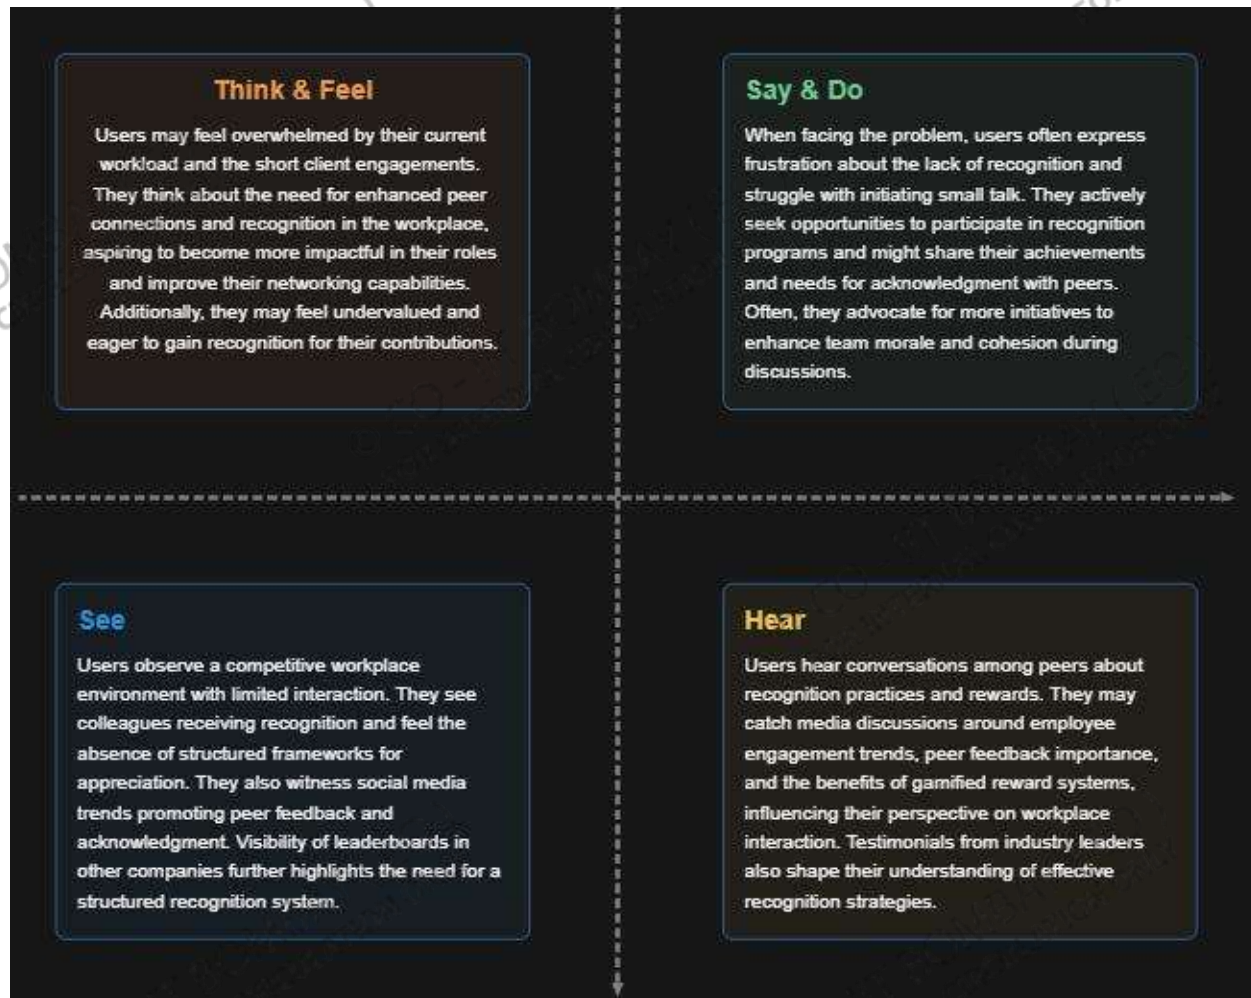 Think & Feel
Users may feel overwhelmed by their current
workload and the short client engagements.
They think about the need for enhanced peer
connections and recognition in the workplace,
aspiring to become more impactful in their roles
and improve their networking capabilities.
Additionally, they may feel undervalued and
eager to gain recognition for their contributions.
Say & Do
When facing the problem, users often express
frustration about the lack of recognition and
struggle with initiating small talk. They actively
seek opportunities to participate in recognition
programs and might share their achievements
and needs for acknowledgment with peers.
Often, they advocate for more initiatives to
enhance team morale and cohesion during
discussions.
See
Users observe a competitive workplace
environment with limited interaction. They see
colleagues receiving recognition and feel the
absence of structured frameworks for
appreciation. They also witness social media
trends promoting peer feedback and
acknowledgment. Visibility of leaderboards in
other companies further highlights the need for a
structured recognition system.
Hear
Users hear conversations among peers about
recognition practices and rewards. They may
catch media discussions around employee
engagement trends, peer feedback importance,
and the benefits of gamified reward systems,
influencing their perspective on workplace
interaction. Testimonials from industry leaders
also shape their understanding of effective
recognition strategies.